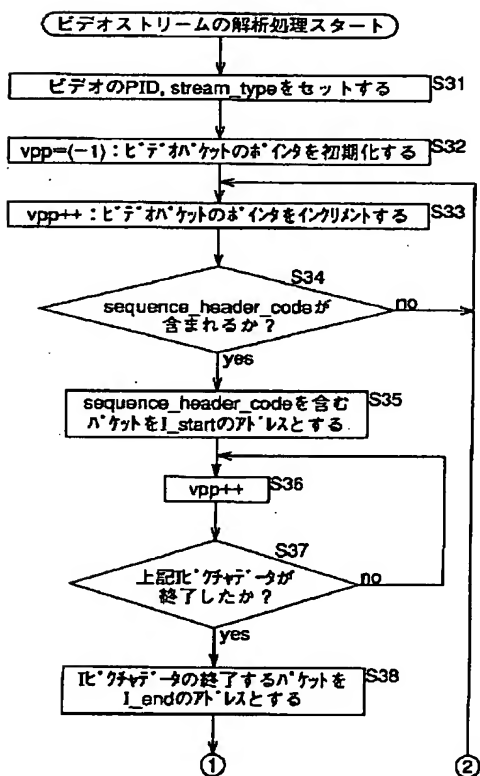 ビデオストリームの解析処理スタート
S31
ビデオのPID, stream_typeをセットする
S32
vpp=(-1)：ビデオパケットのポインタを初期化する
S33
vpp++：ビデオパケットのポインタをインクリメントする
S34
sequence_header_codeが
含まれるか？
no
yes
S35
sequence_header_codeを含む
パケットをI_startのアドレスとする
S36
vpp++
S37
上記Iピクチャデータが
終了したか？
no
yes
S38
Iピクチャデータの終了するパケットを
I_endのアドレスとする
①
②